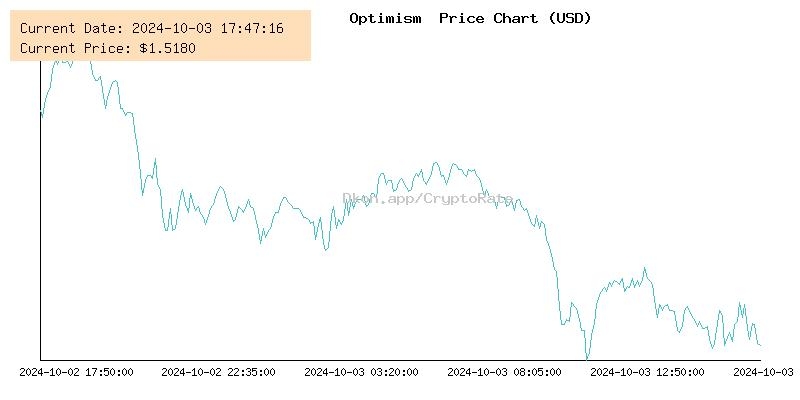 Optimism Price Chart (USD)
Current Date: 2024-10-03 17:47:16
Current Price: $1.5180
Dkon.app/CryptoRate
2024-10-02 17:50:00 2024-10-02 22:35:00 2024-10-03 03:20:00 2024-10-03 08:05:00 2024-10-03 12:50:00 2024-10-03